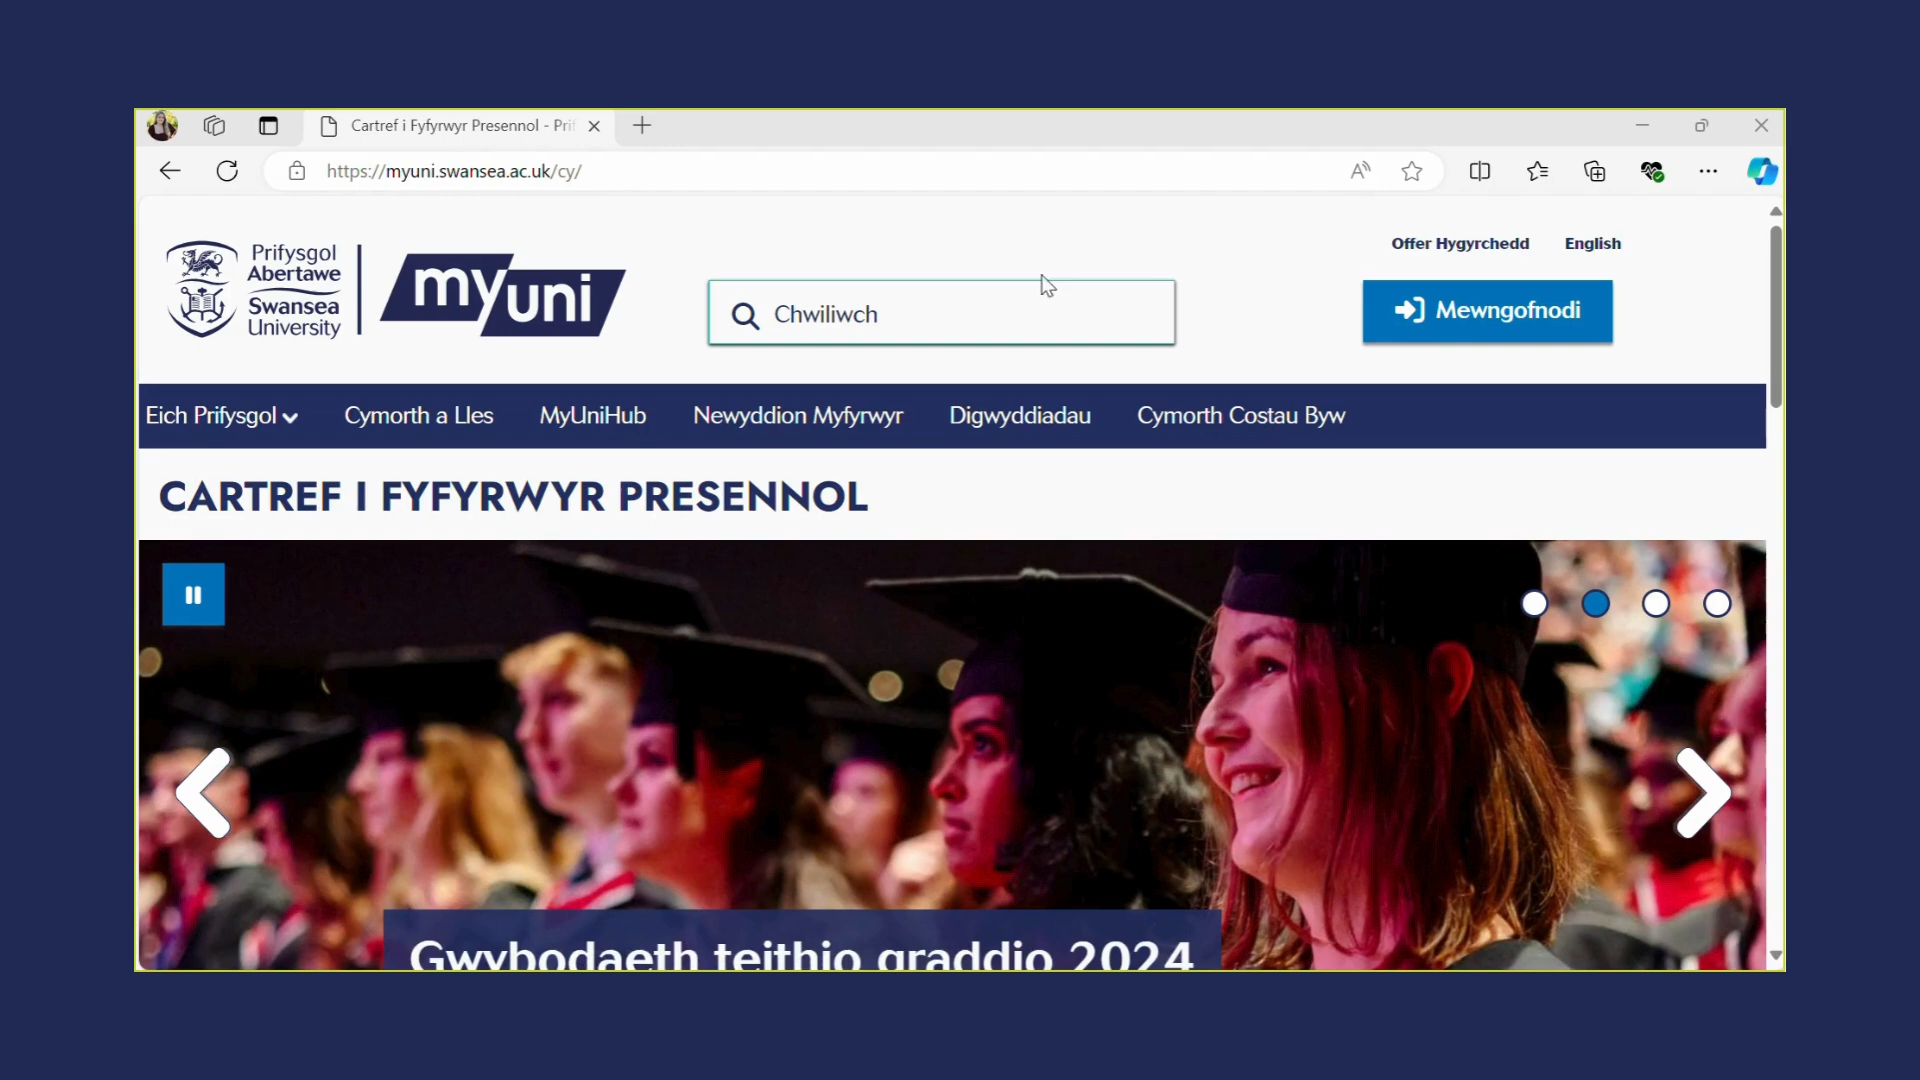 Cartref i Fyfyrwyr Presennol - Prif
https://myuni.swansea.ac.uk/cy/
Offer Hygyrchedd English
Prifysgol
Abertawe
Swansea
University
myuni
Chwiliwch
Mewngofnodi
Eich Prifysgol Cymorth a Lles MyUniHub Newyddion Myfyrwyr Digwyddiadau Cymorth Costau Byw
CARTREF I FYFYRWYR PRESENNOL
Gwybodaeth teithio graddio 2024